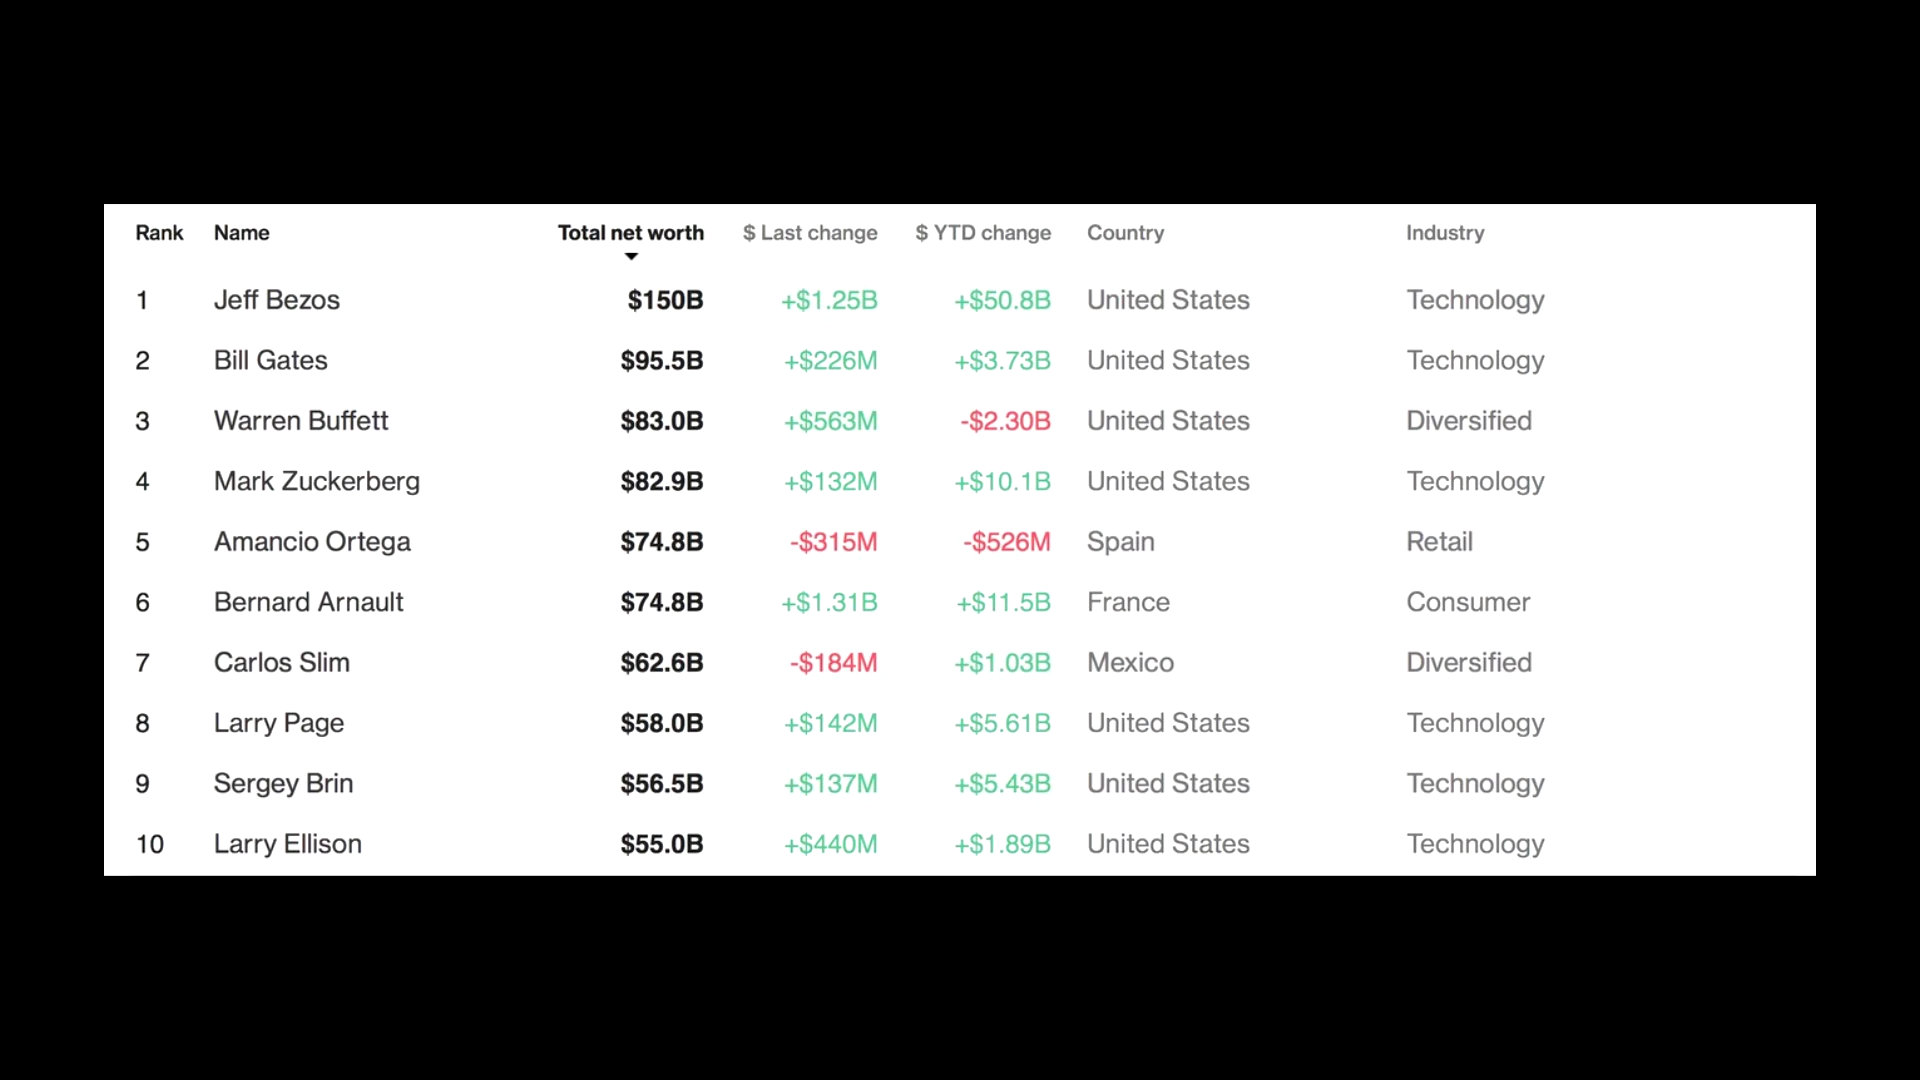 Rank Name Total net worth $ Last change $ YTD change Country Industry
1 Jeff Bezos $150B +$1.25B +$50.8B United States Technology
2 Bill Gates $95.5B +$226M +$3.73B United States Technology
3 Warren Buffett $83.0B +$563M -$2.30B United States Diversified
4 Mark Zuckerberg $82.9B +$132M +$10.1B United States Technology
5 Amancio Ortega $74.8B -$315M -$526M Spain Retail
6 Bernard Arnault $74.8B +$1.31B +$11.5B France Consumer
7 Carlos Slim $62.6B -$184M +$1.03B Mexico Diversified
8 Larry Page $58.0B +$142M +$5.61B United States Technology
9 Sergey Brin $56.5B +$137M +$5.43B United States Technology
10 Larry Ellison $55.0B +$440M +$1.89B United States Technology